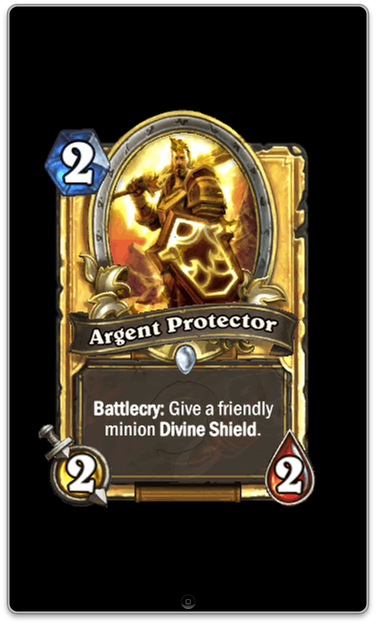 2
Argent Protector
Battlecry: Give a friendly
minion Divine Shield.
2
2